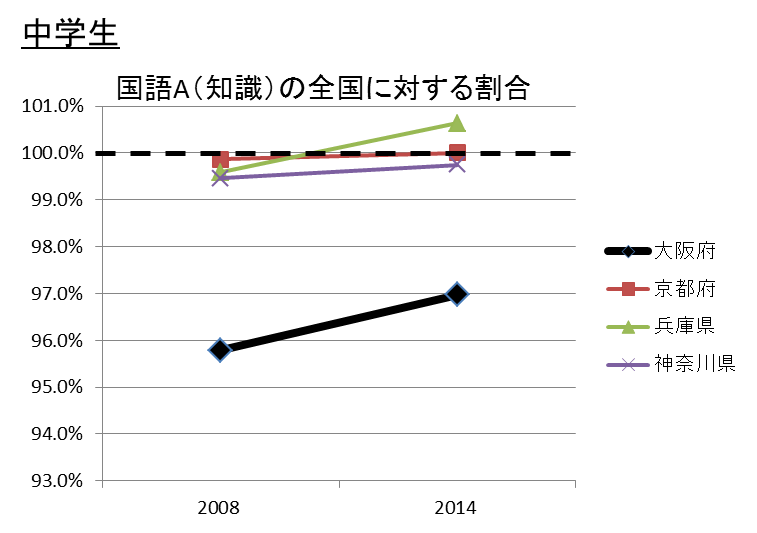 中学生
国語A（知識）の全国に対する割合
101.0%
100.0%
99.0%
98.0%
97.0%
96.0%
95.0%
94.0%
93.0%
2008 2014
大阪府
京都府
兵庫県
神奈川県